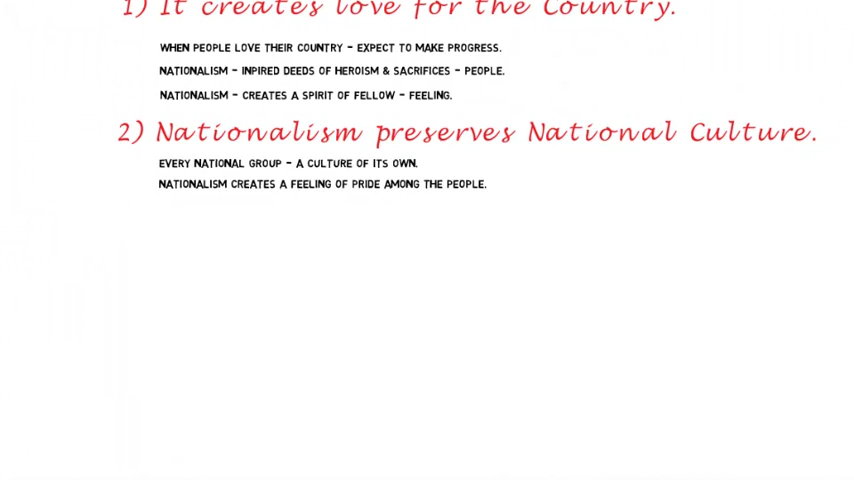 1) It creates love for the Country.
WHEN PEOPLE LOVE THEIR COUNTRY - EXPECT TO MAKE PROGRESS.
NATIONALISM - INPIRED DEEDS OF HEROISM & SACRIFICES - PEOPLE.
NATIONALISM - CREATES A SPIRIT OF FELLOW - FEELING.
2) Nationalism preserves National Culture.
EVERY NATIONAL GROUP - A CULTURE OF ITS OWN.
NATIONALISM CREATES A FEELING OF PRIDE AMONG THE PEOPLE.